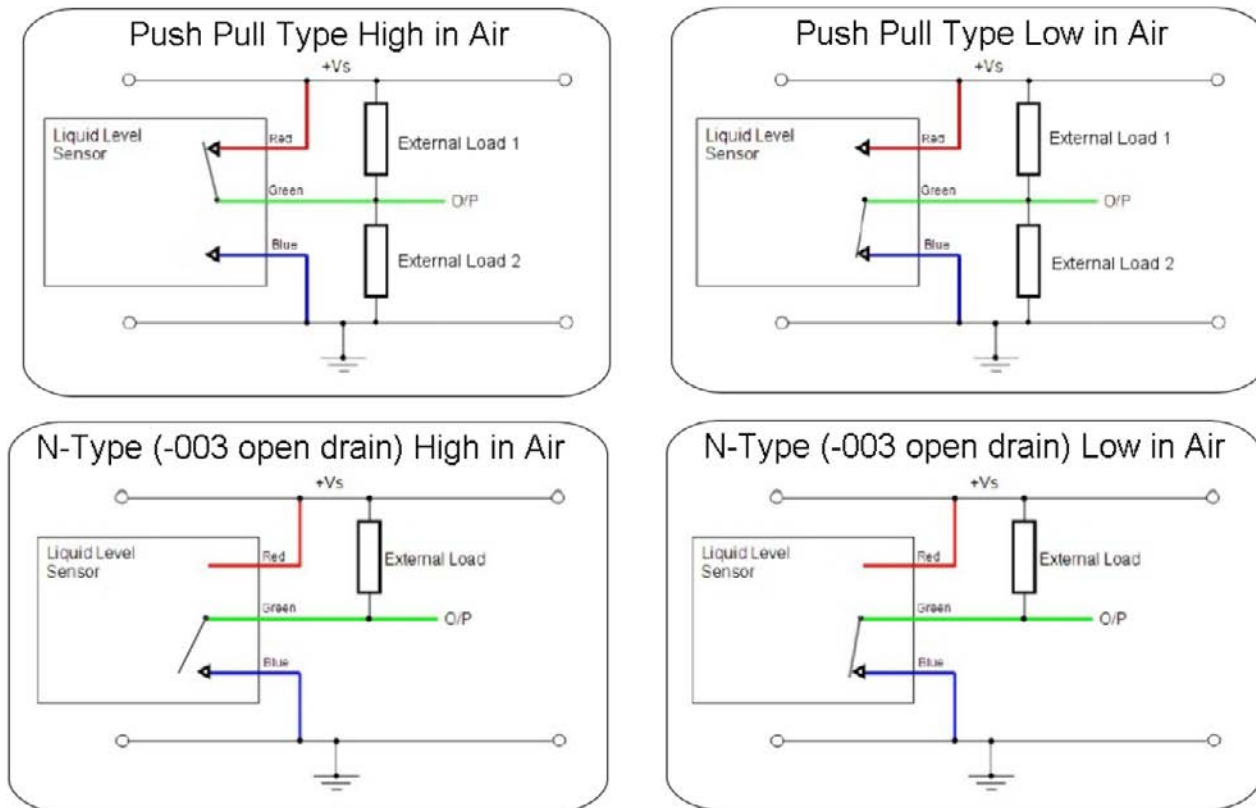 Push Pull Type High in Air
+Vs
Liquid Level
Sensor
Red
External Load 1
Green
O/P
Blue
External Load 2
Push Pull Type Low in Air
+Vs
Liquid Level
Sensor
Red
External Load 1
Green
O/P
Blue
External Load 2
N-Type (-003 open drain) High in Air
+Vs
Liquid Level
Sensor
Red
External Load
Green
O/P
Blue
N-Type (-003 open drain) Low in Air
+Vs
Liquid Level
Sensor
Red
External Load
Green
O/P
Blue